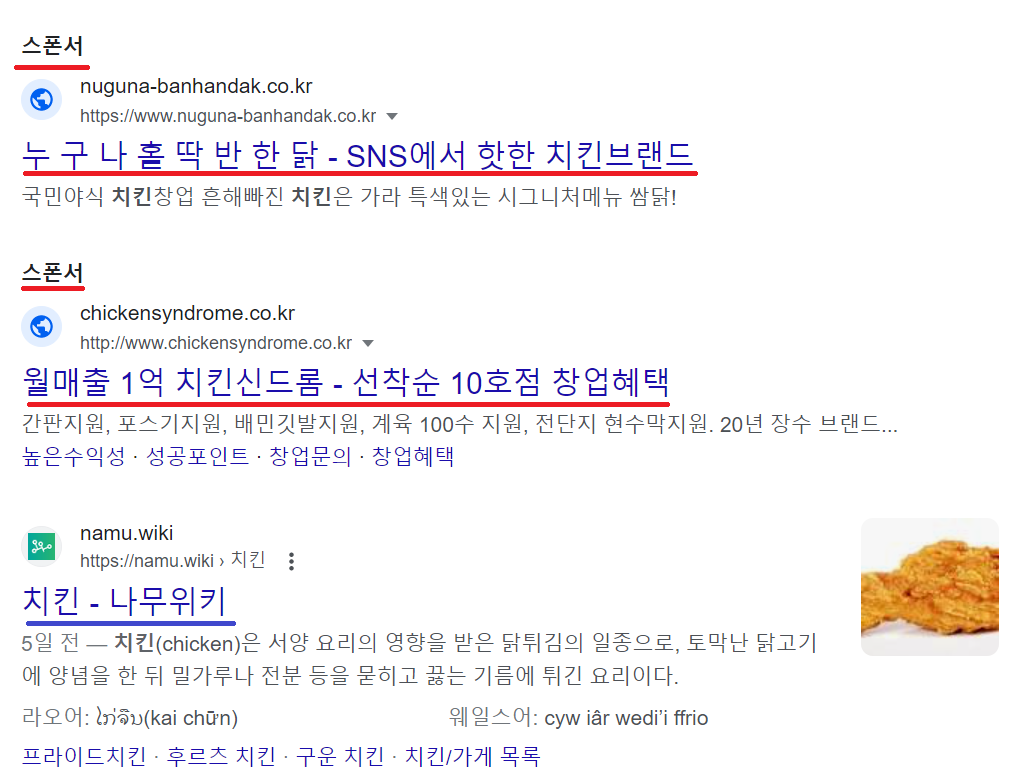 스폰서
nuguna-banhandak.co.kr
https://www.nuguna-banhandak.co.kr
누 구 나 홀 딱 반 한 닭 - SNS에서 핫한 치킨브랜드
국민야식 치킨창업 흔해빠진 치킨은 가라 특색있는 시그니처메뉴 쌈닭!
스폰서
chickensyndrome.co.kr
http://www.chickensyndrome.co.kr
월매출 1억 치킨신드롬 - 선착순 10호점 창업혜택
간판지원, 포스기지원, 배민깃발지원, 계육 100수 지원, 전단지 현수막지원. 20년 장수 브랜드...
높은수익성 · 성공포인트 · 창업문의 · 창업혜택
namu.wiki
https://namu.wiki › 치킨
치킨 - 나무위키
5일 전 — 치킨(chicken)은 서양 요리의 영향을 받은 닭튀김의 일종으로, 토막난 닭고기
에 양념을 한 뒤 밀가루나 전분 등을 묻히고 끓는 기름에 튀긴 요리이다.
라오어: ໄກ່ຈືນ(kai chữn) 웨일스어: cyw iâr wedi’i ffrio
프라이드치킨 · 후르츠 치킨 · 구운 치킨 · 치킨/가게 목록